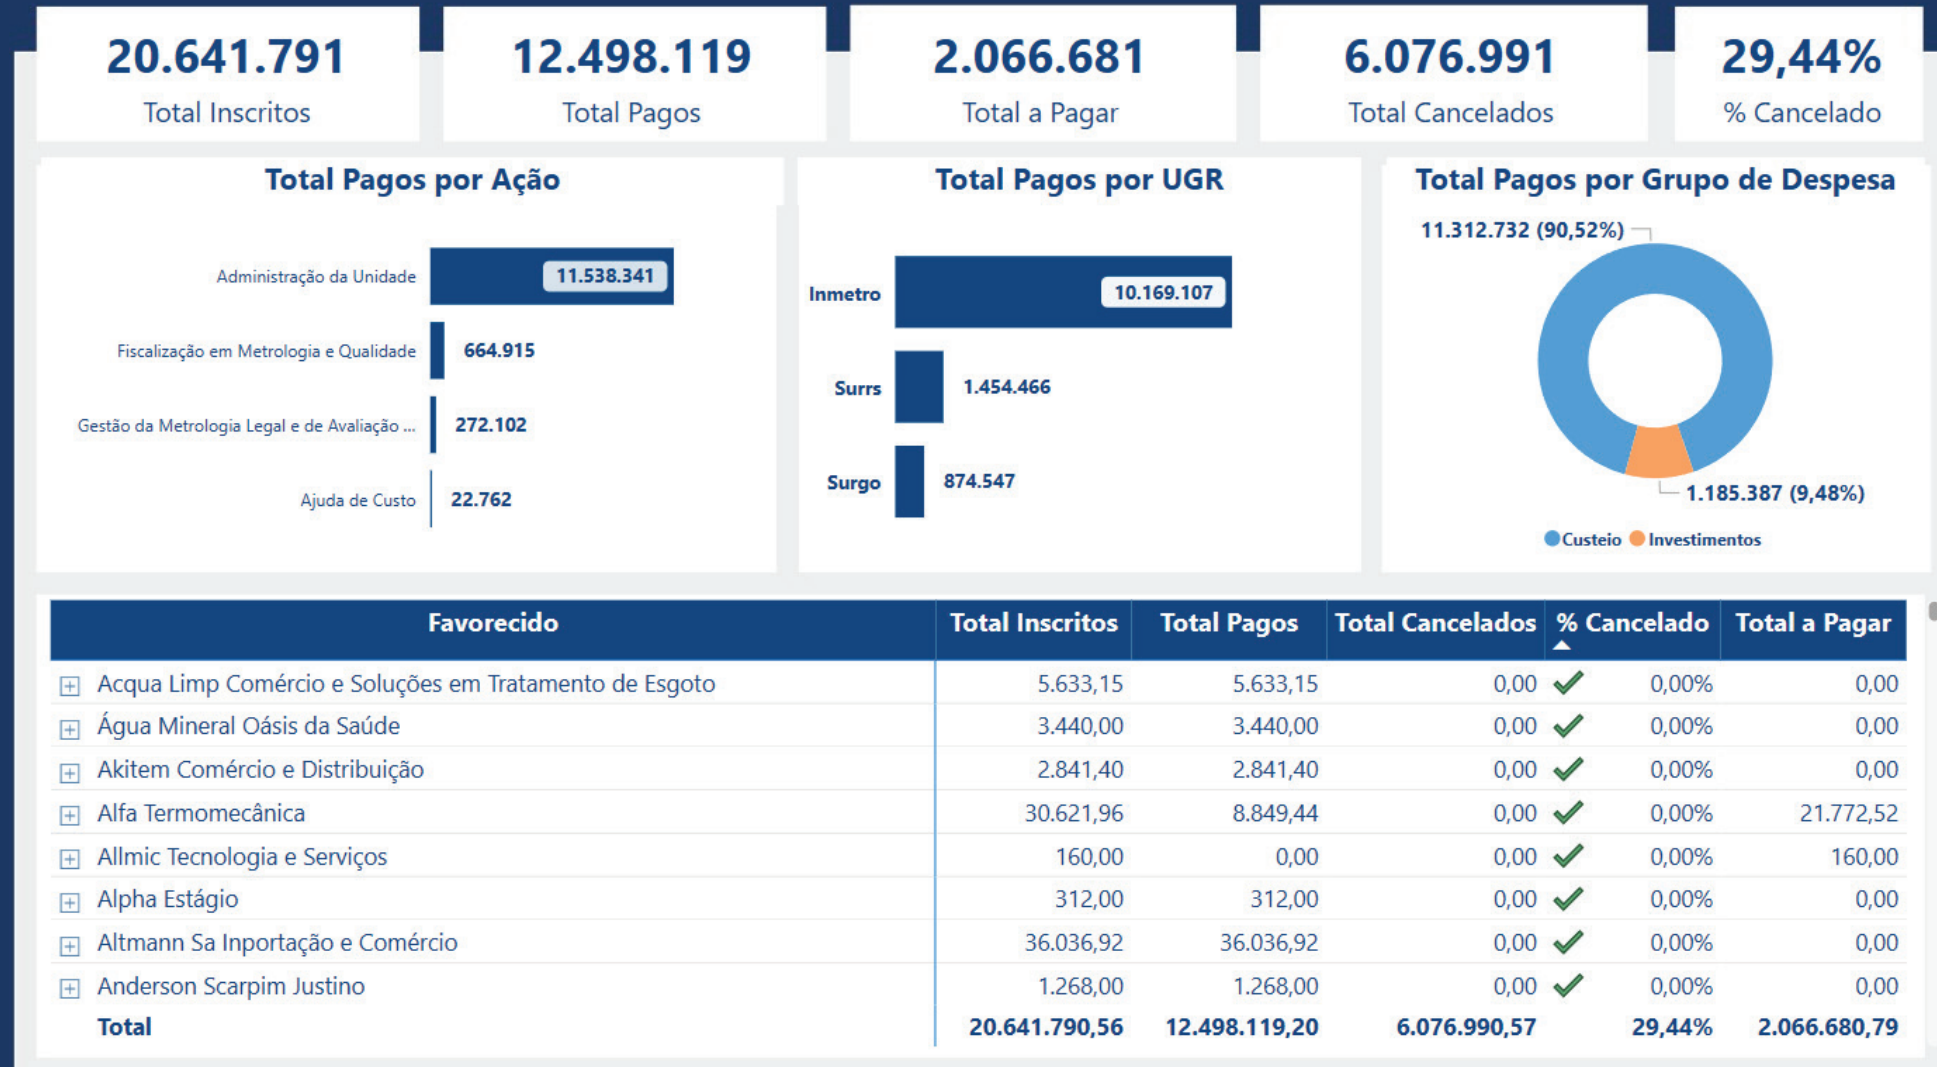 20.641.791
Total Inscritos
12.498.119
Total Pagos
2.066.681
Total a Pagar
6.076.991
Total Cancelados
29,44%
% Cancelado
Total Pagos por Ação
Administração da Unidade 11.538.341
Fiscalização em Metrologia e Qualidade 664.915
Gestão da Metrologia Legal e de Avaliação ... 272.102
Ajuda de Custo 22.762
Total Pagos por UGR
Inmetro 10.169.107
Surrs 1.454.466
Surgo 874.547
Total Pagos por Grupo de Despesa
11.312.732 (90,52%)
1.185.387 (9,48%)
Custeio Investimentos
Favorecido Total Inscritos Total Pagos Total Cancelados % Cancelado Total a Pagar
Acqua Limp Comércio e Soluções em Tratamento de Esgoto 5.633,15 5.633,15 0,00 0,00% 0,00
Água Mineral Oásis da Saúde 3.440,00 3.440,00 0,00 0,00% 0,00
Akitem Comércio e Distribuição 2.841,40 2.841,40 0,00 0,00% 0,00
Alfa Termomecânica 30.621,96 8.849,44 0,00 0,00% 21.772,52
Allmic Tecnologia e Serviços 160,00 0,00 0,00 0,00% 160,00
Alpha Estágio 312,00 312,00 0,00 0,00% 0,00
Altmann Sa Inportação e Comércio 36.036,92 36.036,92 0,00 0,00% 0,00
Anderson Scarpim Justino 1.268,00 1.268,00 0,00 0,00% 0,00
Total 20.641.790,56 12.498.119,20 6.076.990,57 29,44% 2.066.680,79